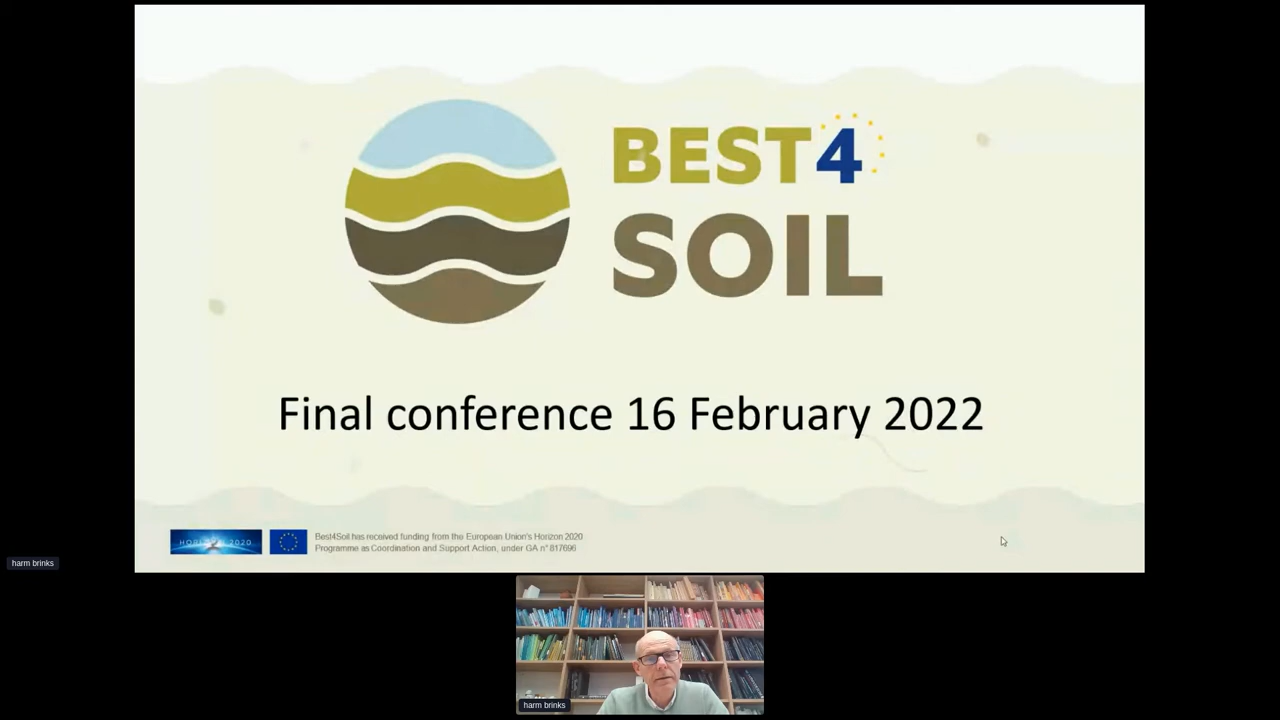 BEST4
SOIL
Final conference 16 February 2022
HORIZON 2020
Best4Soil has received funding from the European Union's Horizon 2020
Programme as Coordination and Support Action, under GA n° 817696
harm brinks
harm brinks